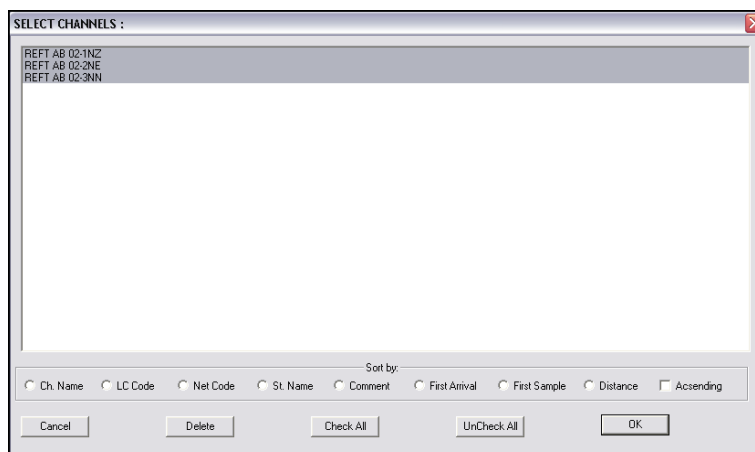 SELECT CHANNELS :
REFT AB 02-1NZ
REFT AB 02-2NE
REFT AB 02-3NN
Sort by:
Ch. Name LC Code Net Code St. Name Comment First Arrival First Sample Distance Acsending
Cancel Delete Check All UnCheck All OK